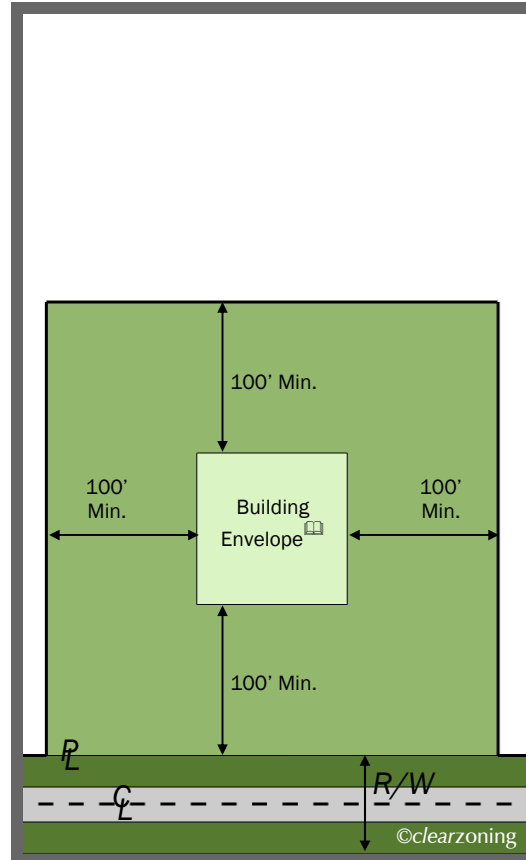 100’ Min.
100’
Min.
Building
Envelope
100’
Min.
100’ Min.
PL
CL
R/W
©clearzoning